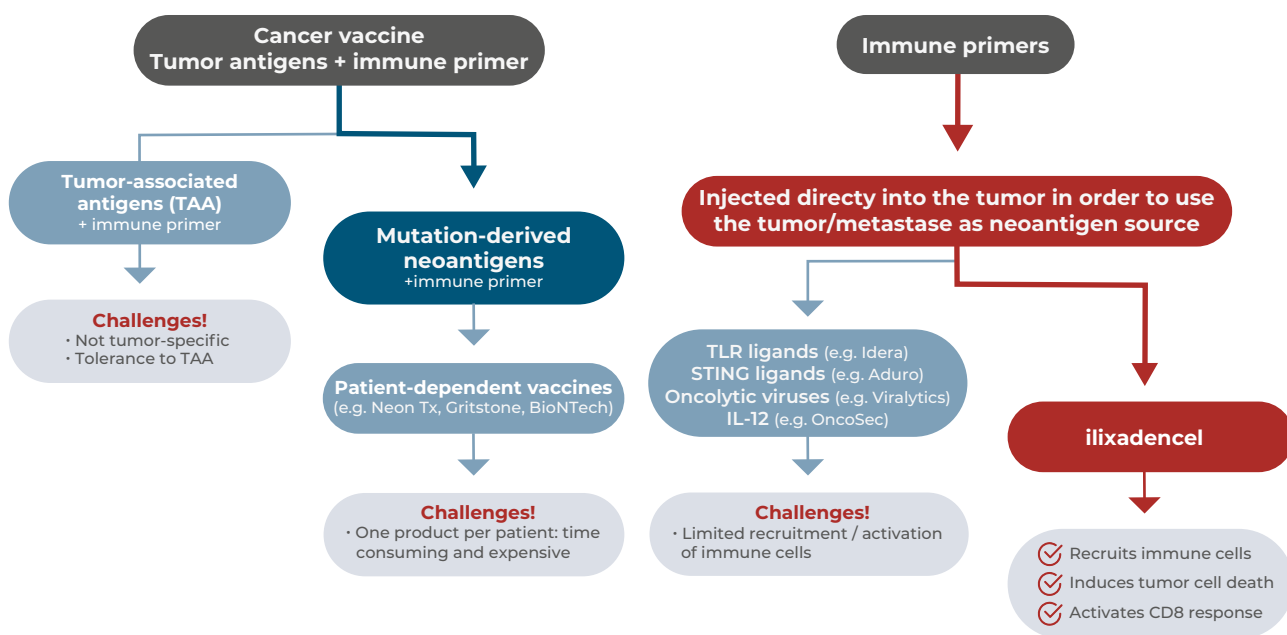 Cancer vaccine
Tumor antigens + immune primer
Tumor-associated
antigens (TAA)
+ immune primer
Challenges!
· Not tumor-specific
· Tolerance to TAA
Mutation-derived
neoantigens
+immune primer
Patient-dependent vaccines
(e.g. Neon Tx, Gritstone, BioNTech)
Challenges!
· One product per patient: time
consuming and expensive
Immune primers
Injected directy into the tumor in order to use
the tumor/metastase as neoantigen source
TLR ligands (e.g. Idera)
STING ligands (e.g. Aduro)
Oncolytic viruses (e.g. Viralytics)
IL-12 (e.g. OncoSec)
Challenges!
· Limited recruitment / activation
of immune cells
ilixadencel
Recruits immune cells
Induces tumor cell death
Activates CD8 response